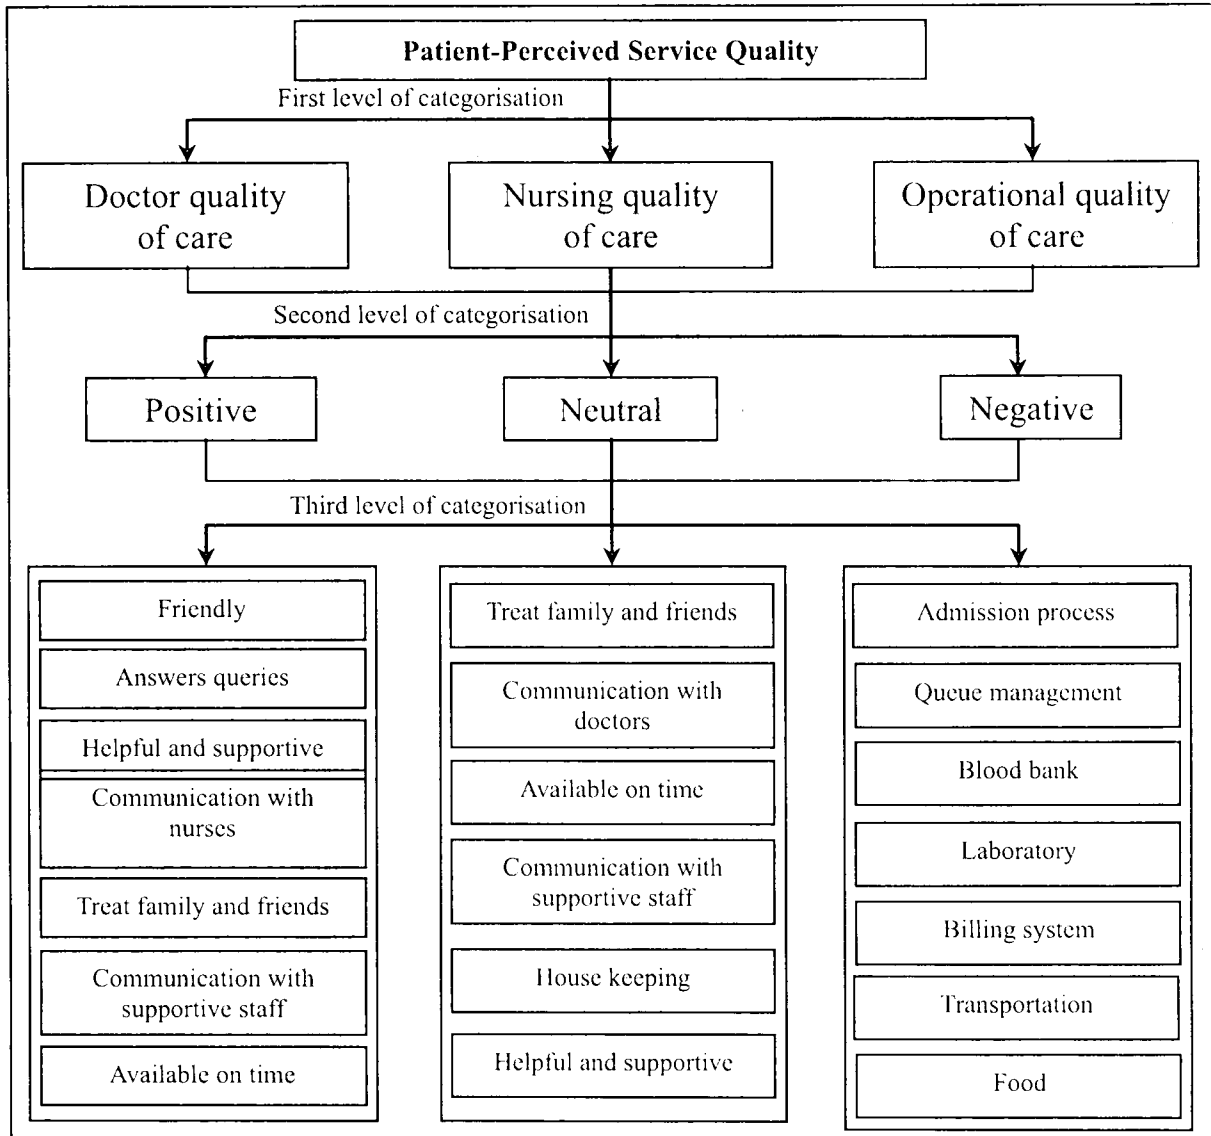 Patient-Perceived Service Quality
First level of categorisation
Doctor quality
of care
Nursing quality
of care
Operational quality
of care
Second level of categorisation
Positive
Neutral
Negative
Third level of categorisation
Friendly
Answers queries
Helpful and supportive
Communication with
nurses
Treat family and friends
Communication with
supportive staff
Available on time
Treat family and friends
Communication with
doctors
Available on time
Communication with
supportive staff
House keeping
Helpful and supportive
Admission process
Queue management
Blood bank
Laboratory
Billing system
Transportation
Food